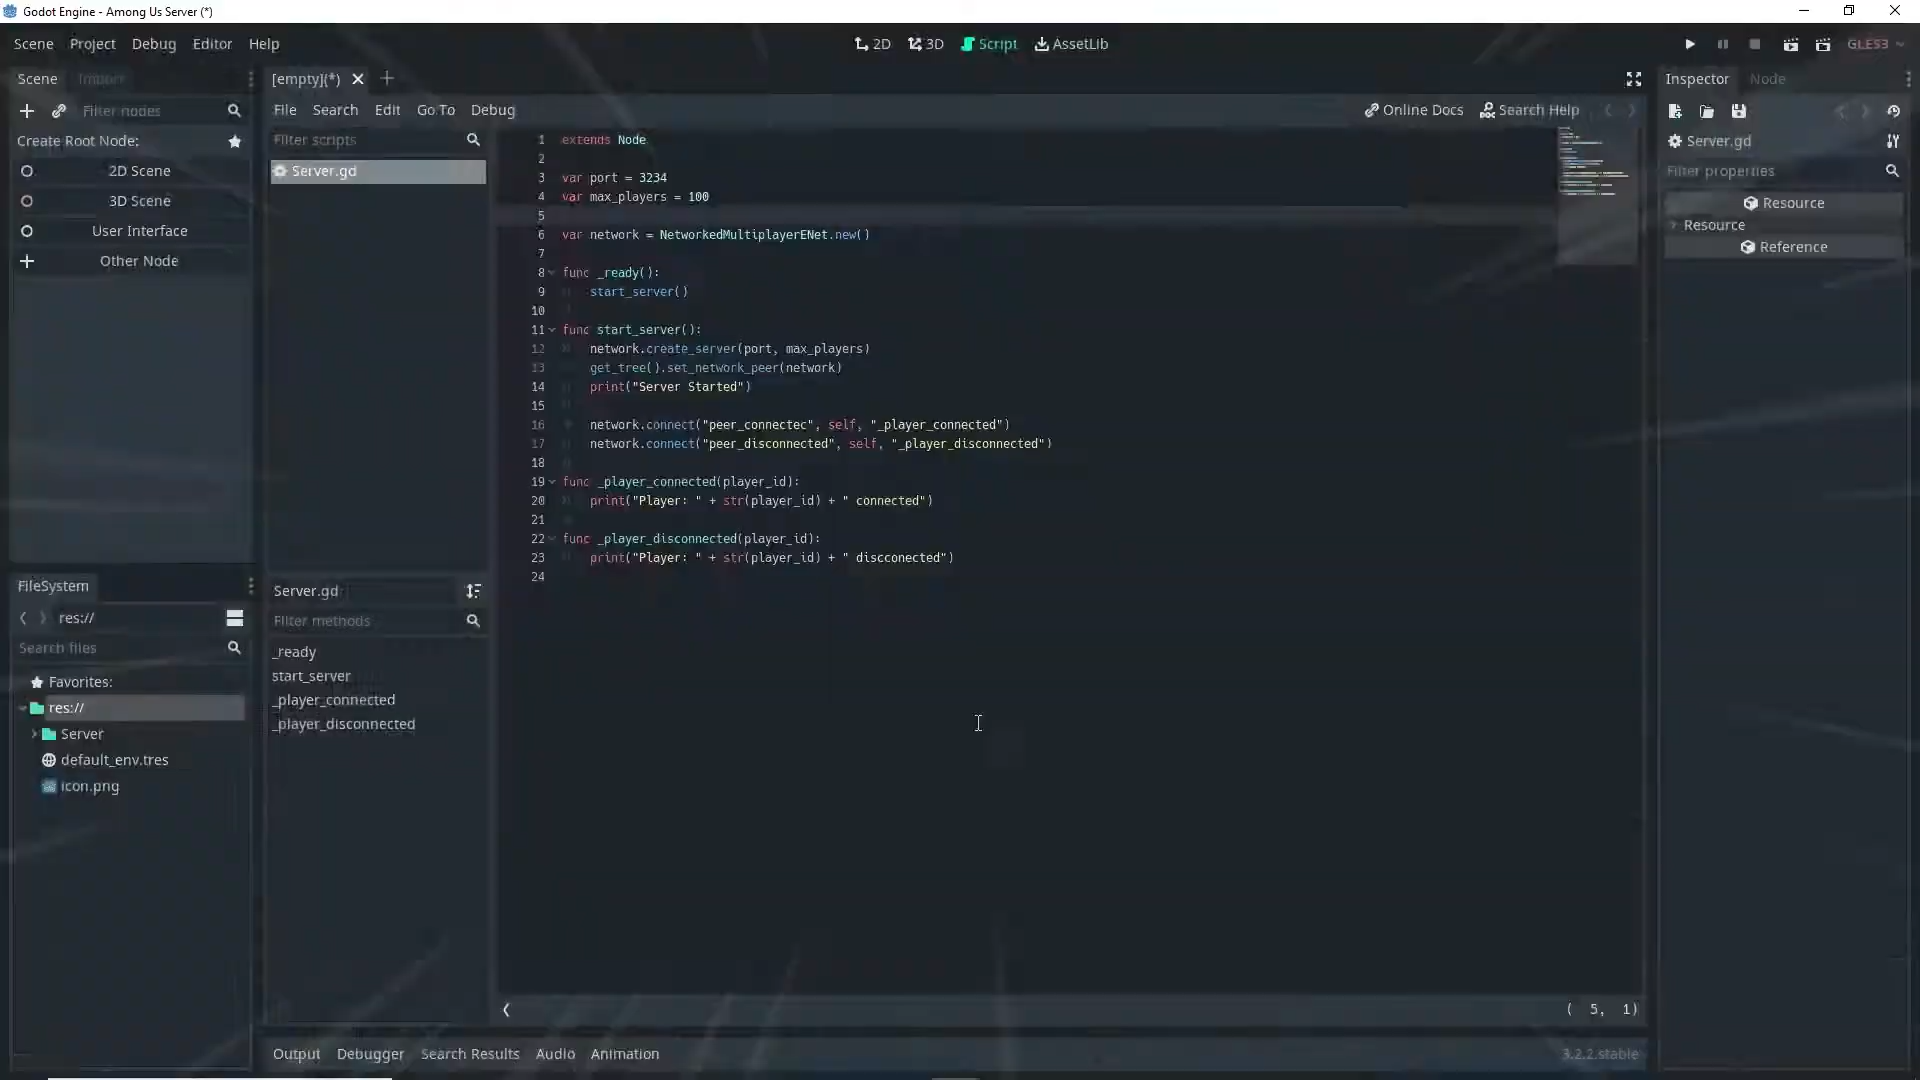 Godot Engine - Among Us Server (*)
Scene Project Debug Editor Help
2D 3D Script AssetLib
GLES3
Scene Import
[empty](*)
Inspector Node
Filter nodes
File Search Edit Go To Debug
Online Docs Search Help
Create Root Node:
2D Scene
3D Scene
User Interface
Other Node
Filter scripts
Server.gd
1 extends Node
2
3 var port = 3234
4 var max_players = 100
5
6 var network = NetworkedMultiplayerENet.new()
7
8 func _ready():
9 start_server()
10
11 func start_server():
12 network.create_server(port, max_players)
13 get_tree().set_network_peer(network)
14 print("Server Started")
15
16 network.connect("peer_connectec", self, "_player_connected")
17 network.connect("peer_disconnected", self, "_player_disconnected")
18
19 func _player_connected(player_id):
20 print("Player: " + str(player_id) + " connected")
21
22 func _player_disconnected(player_id):
23 print("Player: " + str(player_id) + " discconected")
24
Server.gd
Filter properties
Resource
Resource
Reference
FileSystem
res://
Search files
Favorites:
res://
Server
default_env.tres
icon.png
Server.gd
Filter methods
_ready
start_server
_player_connected
_player_disconnected
( 5, 1)
Output Debugger Search Results Audio Animation
3.2.2.stable